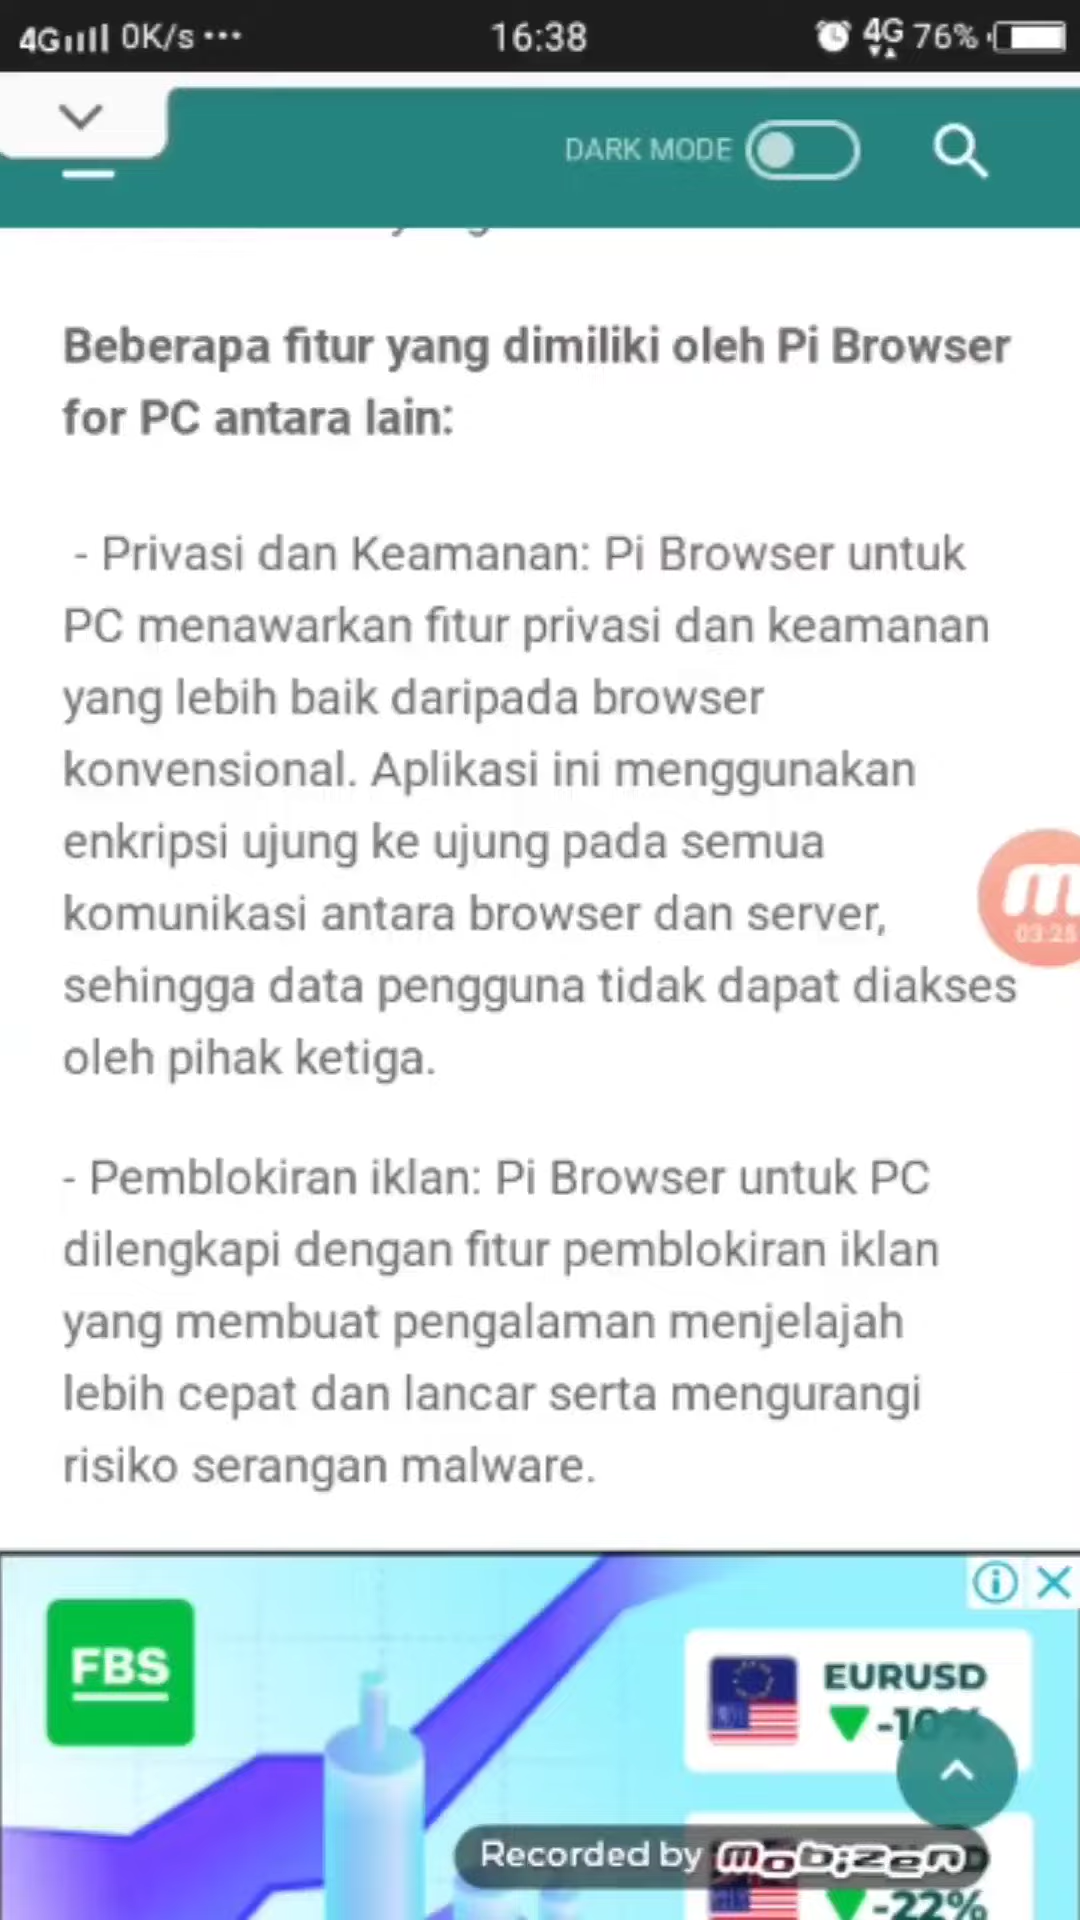 4G 0K/s ... 16:38 4G 76%
DARK MODE
Beberapa fitur yang dimiliki oleh Pi Browser
for PC antara lain:
- Privasi dan Keamanan: Pi Browser untuk
PC menawarkan fitur privasi dan keamanan
yang lebih baik daripada browser
konvensional. Aplikasi ini menggunakan
enkripsi ujung ke ujung pada semua
komunikasi antara browser dan server,
sehingga data pengguna tidak dapat diakses
oleh pihak ketiga.
03:25
- Pemblokiran iklan: Pi Browser untuk PC
dilengkapi dengan fitur pemblokiran iklan
yang membuat pengalaman menjelajah
lebih cepat dan lancar serta mengurangi
risiko serangan malware.
FBS
EURUSD
-10%
Recorded by mobizen
-22%